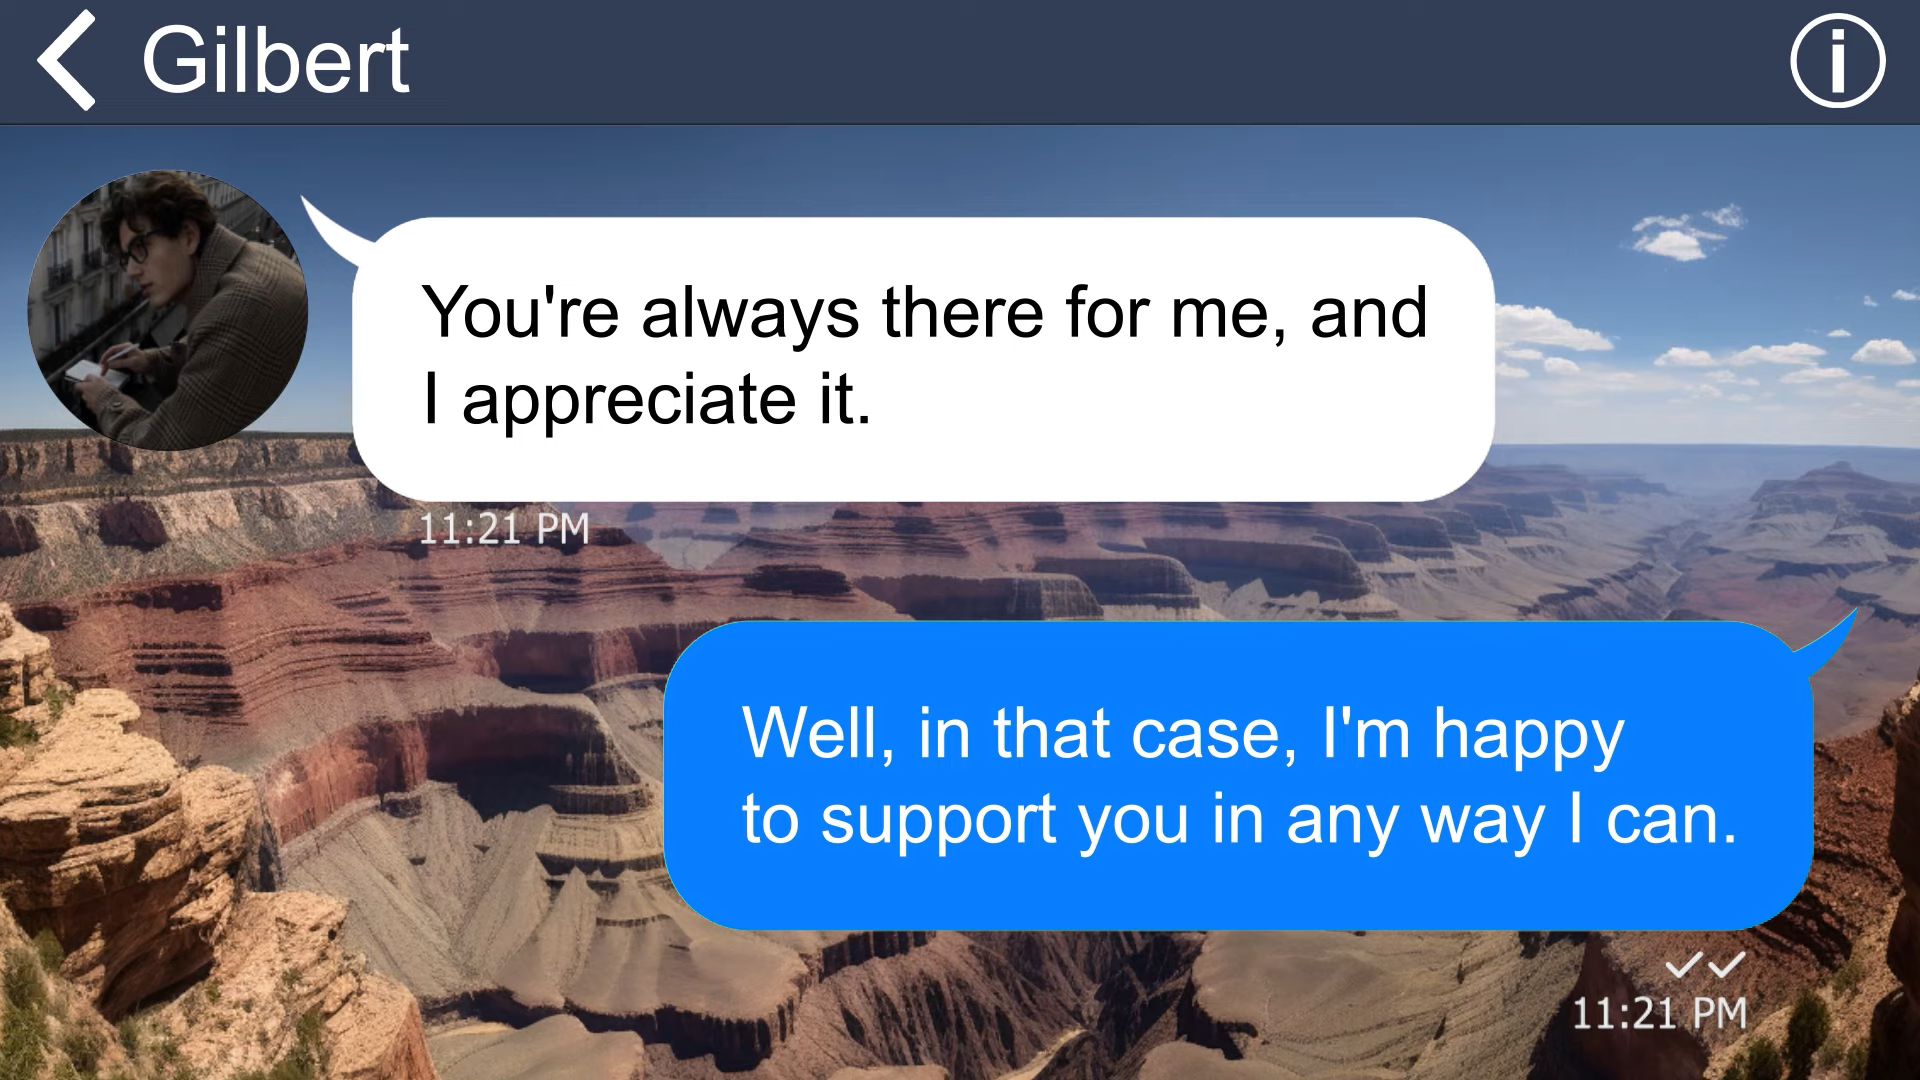 Gilbert
You're always there for me, and
I appreciate it.
11:21 PM
Well, in that case, I'm happy
to support you in any way I can.
11:21 PM